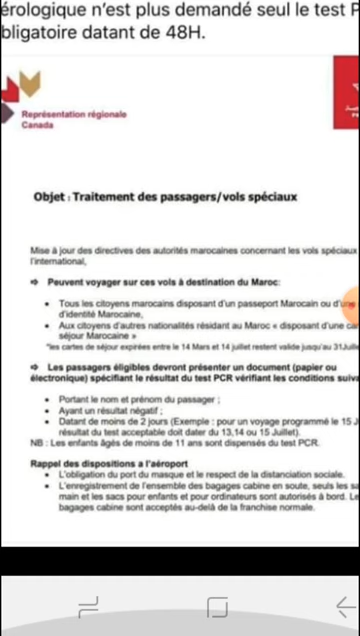 érologique n'est plus demandé seul le test P
bligatoire datant de 48H.
Représentation régionale
Canada
Objet : Traitement des passagers/vols spéciaux
Mise à jour des directives des autorités marocaines concernant les vols spéciaux
l'international,
⇨ Peuvent voyager sur ces vols à destination du Maroc:
• Tous les citoyens marocains disposant d'un passeport Marocain ou d'une
d'identité Marocaine,
• Aux citoyens d'autres nationalités résidant au Maroc « disposant d'une car
séjour Marocaine »
*les cartes de séjour expirées entre le 14 Mars et 14 juillet restent valide jusqu'au 31Juille
⇨ Les passagers éligibles devront présenter un document (papier ou
électronique) spécifiant le résultat du test PCR vérifiant les conditions suiva
• Portant le nom et prénom du passager ;
• Ayant un résultat négatif ;
• Datant de moins de 2 jours (Exemple : pour un voyage programmé le 15 J
résultat du test acceptable doit dater du 13,14 ou 15 Juillet).
NB : Les enfants âgés de moins de 11 ans sont dispensés du test PCR.
Rappel des dispositions a l'aéroport
• L'obligation du port du masque et le respect de la distanciation sociale.
• L'enregistrement de l'ensemble des bagages cabine en soute, seuls les sa
main et les sacs pour enfants et pour ordinateurs sont autorisés à bord. Le
bagages cabine sont acceptés au-delà de la franchise normale.